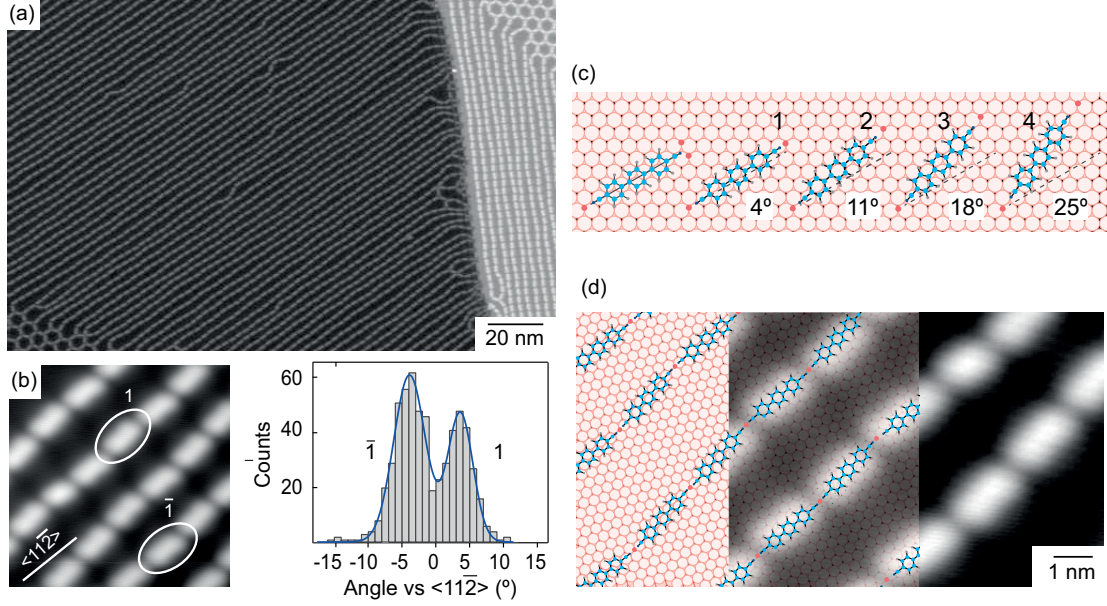 (a)
20 nm
(b)
1
1̄
<112̄>
60
40
20
Counts
1̄
1
-15
-10
-5
0
5
10
15
Angle vs <112̄> (º)
(c)
1
2
3
4
4º
11º
18º
25º
(d)
1 nm